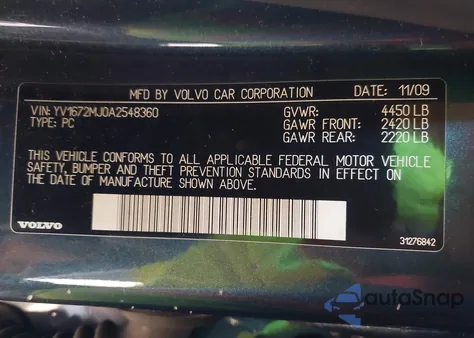 MFD BY VOLVO CAR CORPORATION DATE: 11/09
VIN: YV1672MJ0A2548360 GVWR: 4450 LB
TYPE: PC GAWR FRONT: 2420 LB
GAWR REAR: 2220 LB
THIS VEHICLE CONFORMS TO ALL APPLICABLE FEDERAL MOTOR VEHICLE
SAFETY, BUMPER AND THEFT PREVENTION STANDARDS IN EFFECT ON THE
DATE OF MANUFACTURE SHOWN ABOVE.
VOLVO 31276842
autoSnap